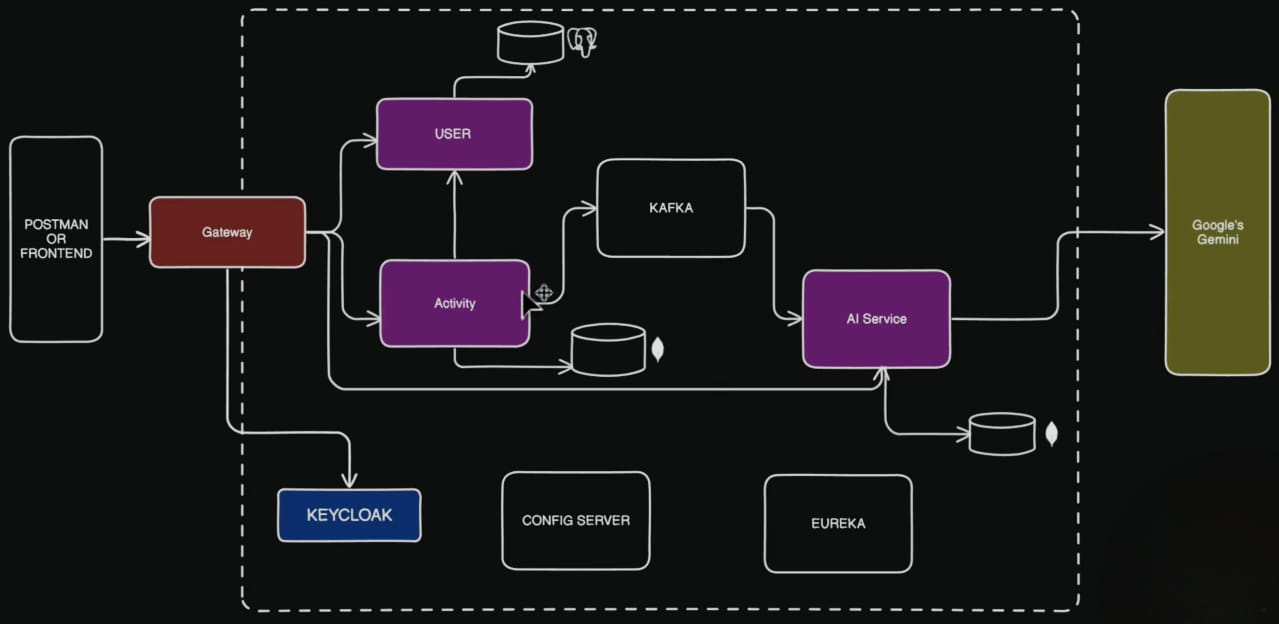 USER
POSTMAN
OR
FRONTEND
Gateway
KAFKA
Google's
Gemini
Activity
AI Service
KEYCLOAK
CONFIG SERVER
EUREKA